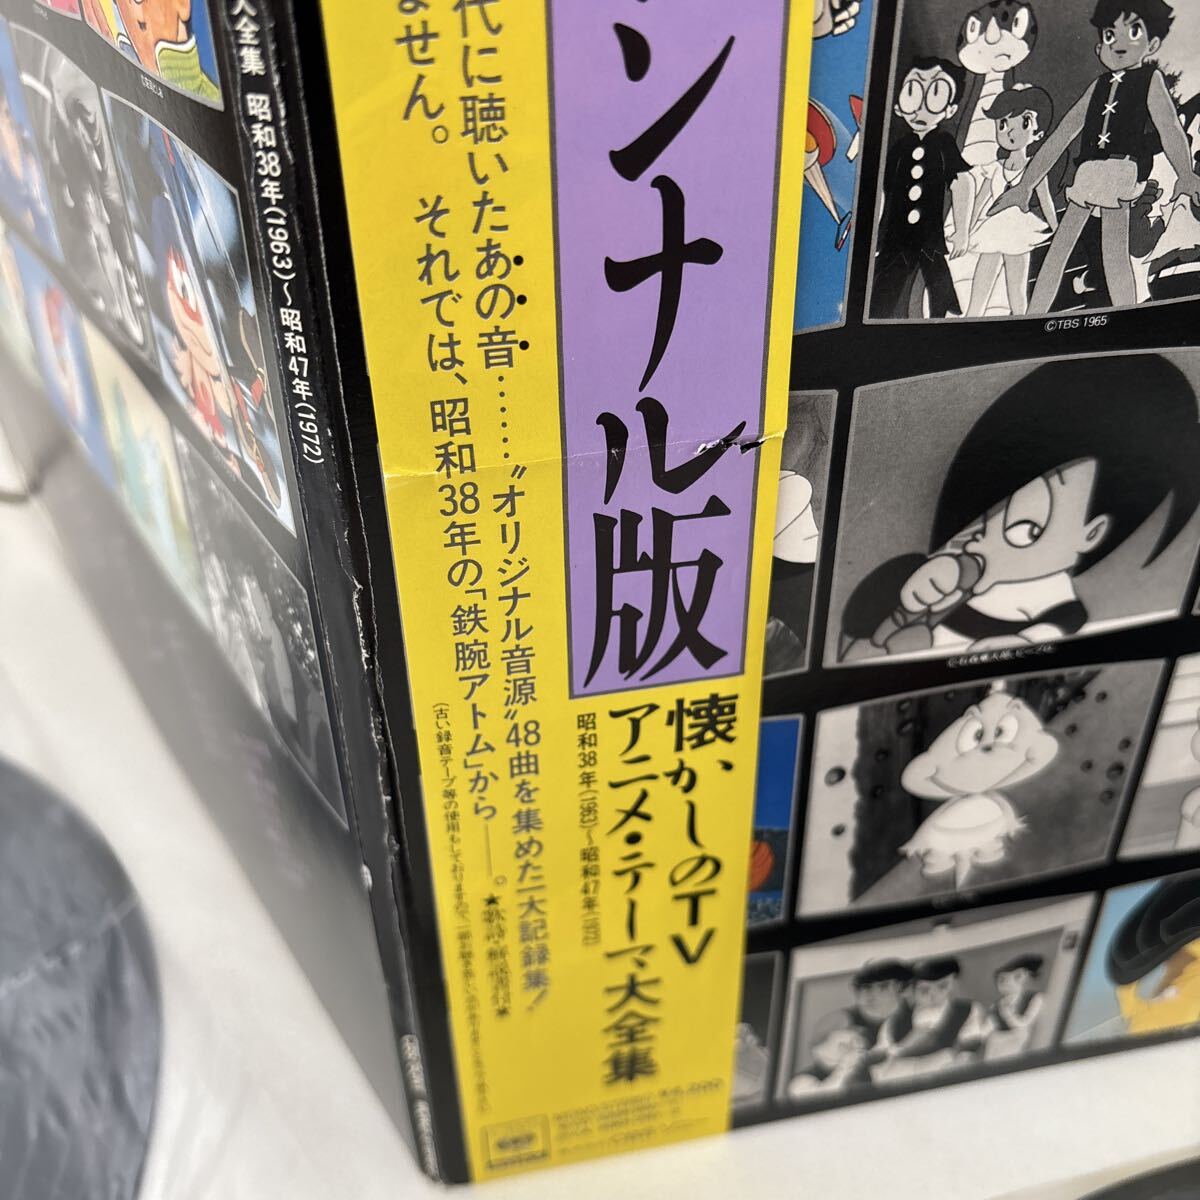 ンナル版
懐かしのTV
アニメ・テーマ大全集
昭和38年(1963)〜昭和47年(1972)
代に聴いたあの音……"オリジナル音源"48曲を集めた一大記録集!
ません。 それでは、昭和38年の「鉄腕アトム」から——。
人全集 昭和38年(1963)〜昭和47年(1972)
©TBS 1965